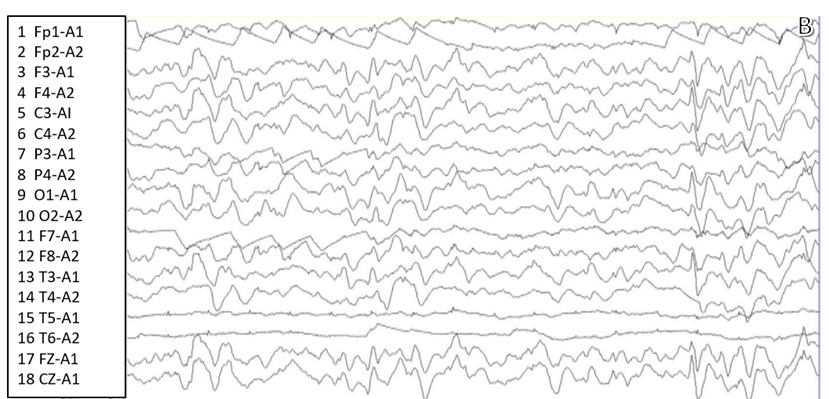 B
1 Fp1-A1
2 Fp2-A2
3 F3-A1
4 F4-A2
5 C3-AI
6 C4-A2
7 P3-A1
8 P4-A2
9 O1-A1
10 O2-A2
11 F7-A1
12 F8-A2
13 T3-A1
14 T4-A2
15 T5-A1
16 T6-A2
17 FZ-A1
18 CZ-A1